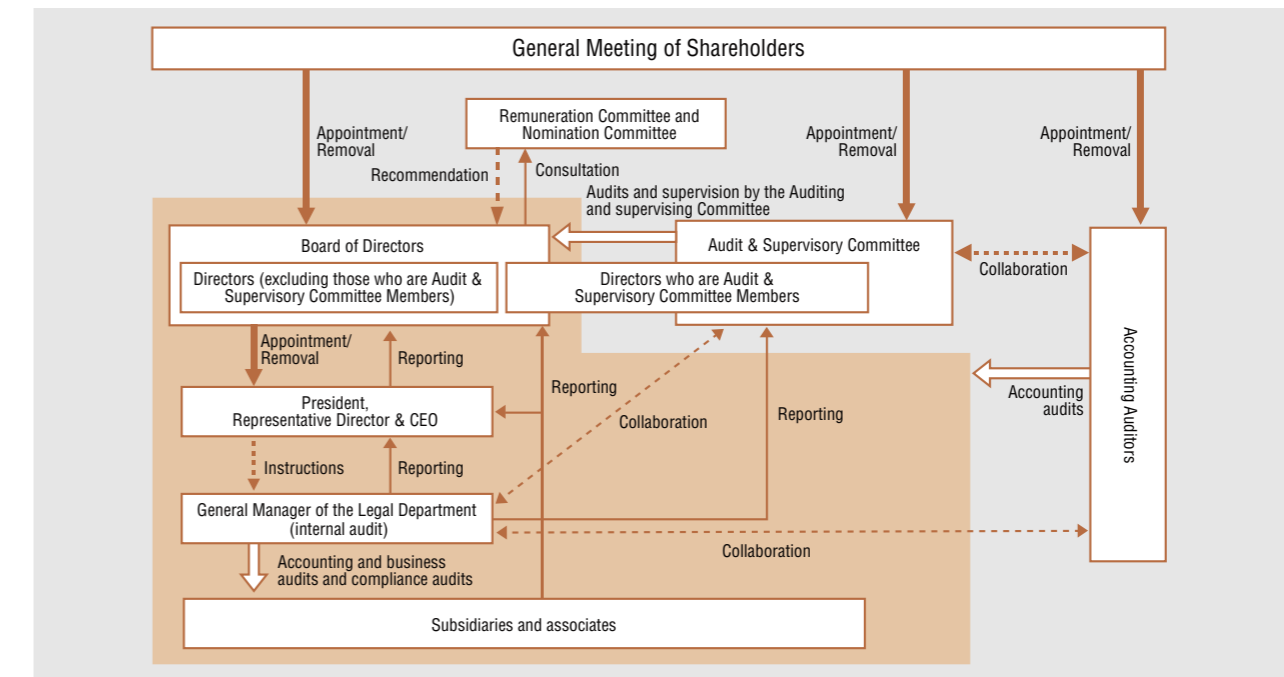 General Meeting of Shareholders
Remuneration Committee and
Nomination Committee
Appointment/
Removal
Appointment/
Removal
Appointment/
Removal
Recommendation
Consultation
Audits and supervision by the Auditing
and supervising Committee
Board of Directors
Audit & Supervisory Committee
Collaboration
Directors (excluding those who are Audit &
Supervisory Committee Members)
Directors who are Audit &
Supervisory Committee Members
Appointment/
Removal
Reporting
Accounting Auditors
Accounting
audits
President,
Representative Director & CEO
Reporting
Collaboration
Reporting
Instructions
Reporting
General Manager of the Legal Department
(internal audit)
Collaboration
Accounting and business
audits and compliance audits
Subsidiaries and associates